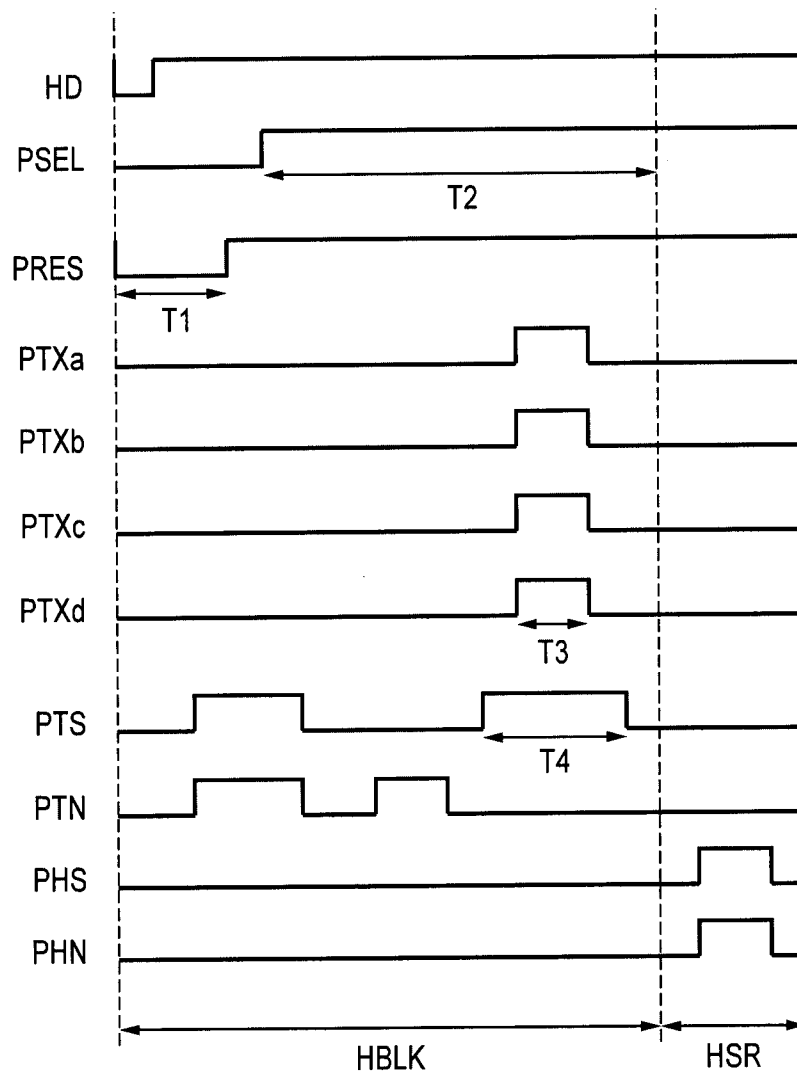 HD
PSEL
T2
PRES
T1
PTXa
PTXb
PTXc
PTXd
T3
PTS
T4
PTN
PHS
PHN
HBLK
HSR